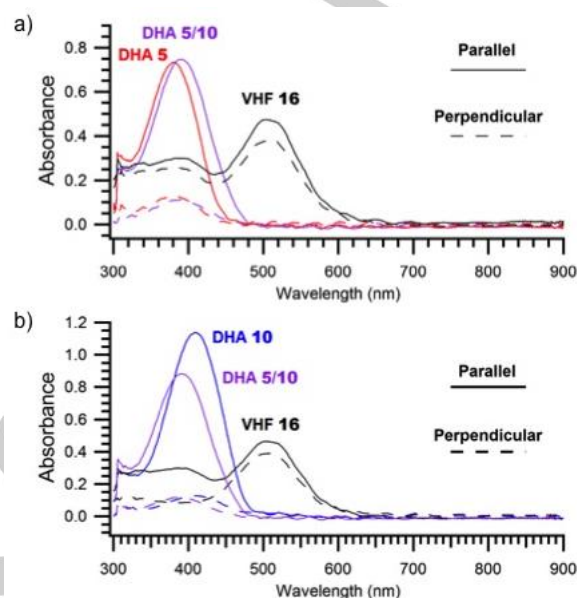 a)
DHA 5/10
DHA 5
VHF 16
Parallel
Perpendicular
Absorbance
0.8
0.6
0.4
0.2
0.0
300 400 500 600 700 800 900
Wavelength (nm)
b)
DHA 10
DHA 5/10
VHF 16
Parallel
Perpendicular
Absorbance
1.2
1.0
0.8
0.6
0.4
0.2
0.0
300 400 500 600 700 800 900
Wavelength (nm)